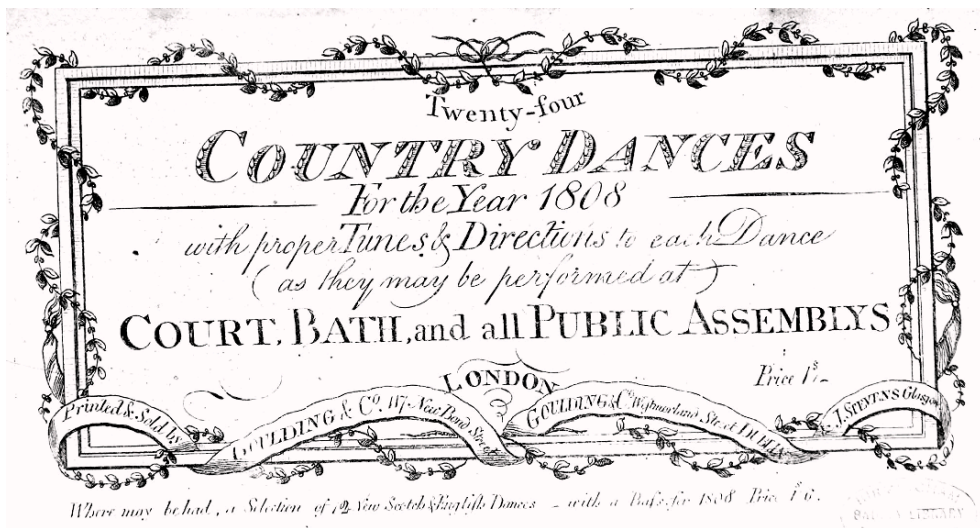 Twenty-four
COUNTRY DANCES
For the Year 1808
with proper Tunes & Directions to each Dance
(as they may be performed at)
COURT, BATH, and all PUBLIC ASSEMBLYS
Price 1s/-
LONDON
Printed & Sold by
GOULDING & Co. 117 New Bond Street
GOULDING & Co. Westmorland Street DUBLIN
& J. STEVENS Glasgow
Where may be had, a Selection of 12 New Scotch & English Dances - with a Bass for 1808 Price 1s 6.